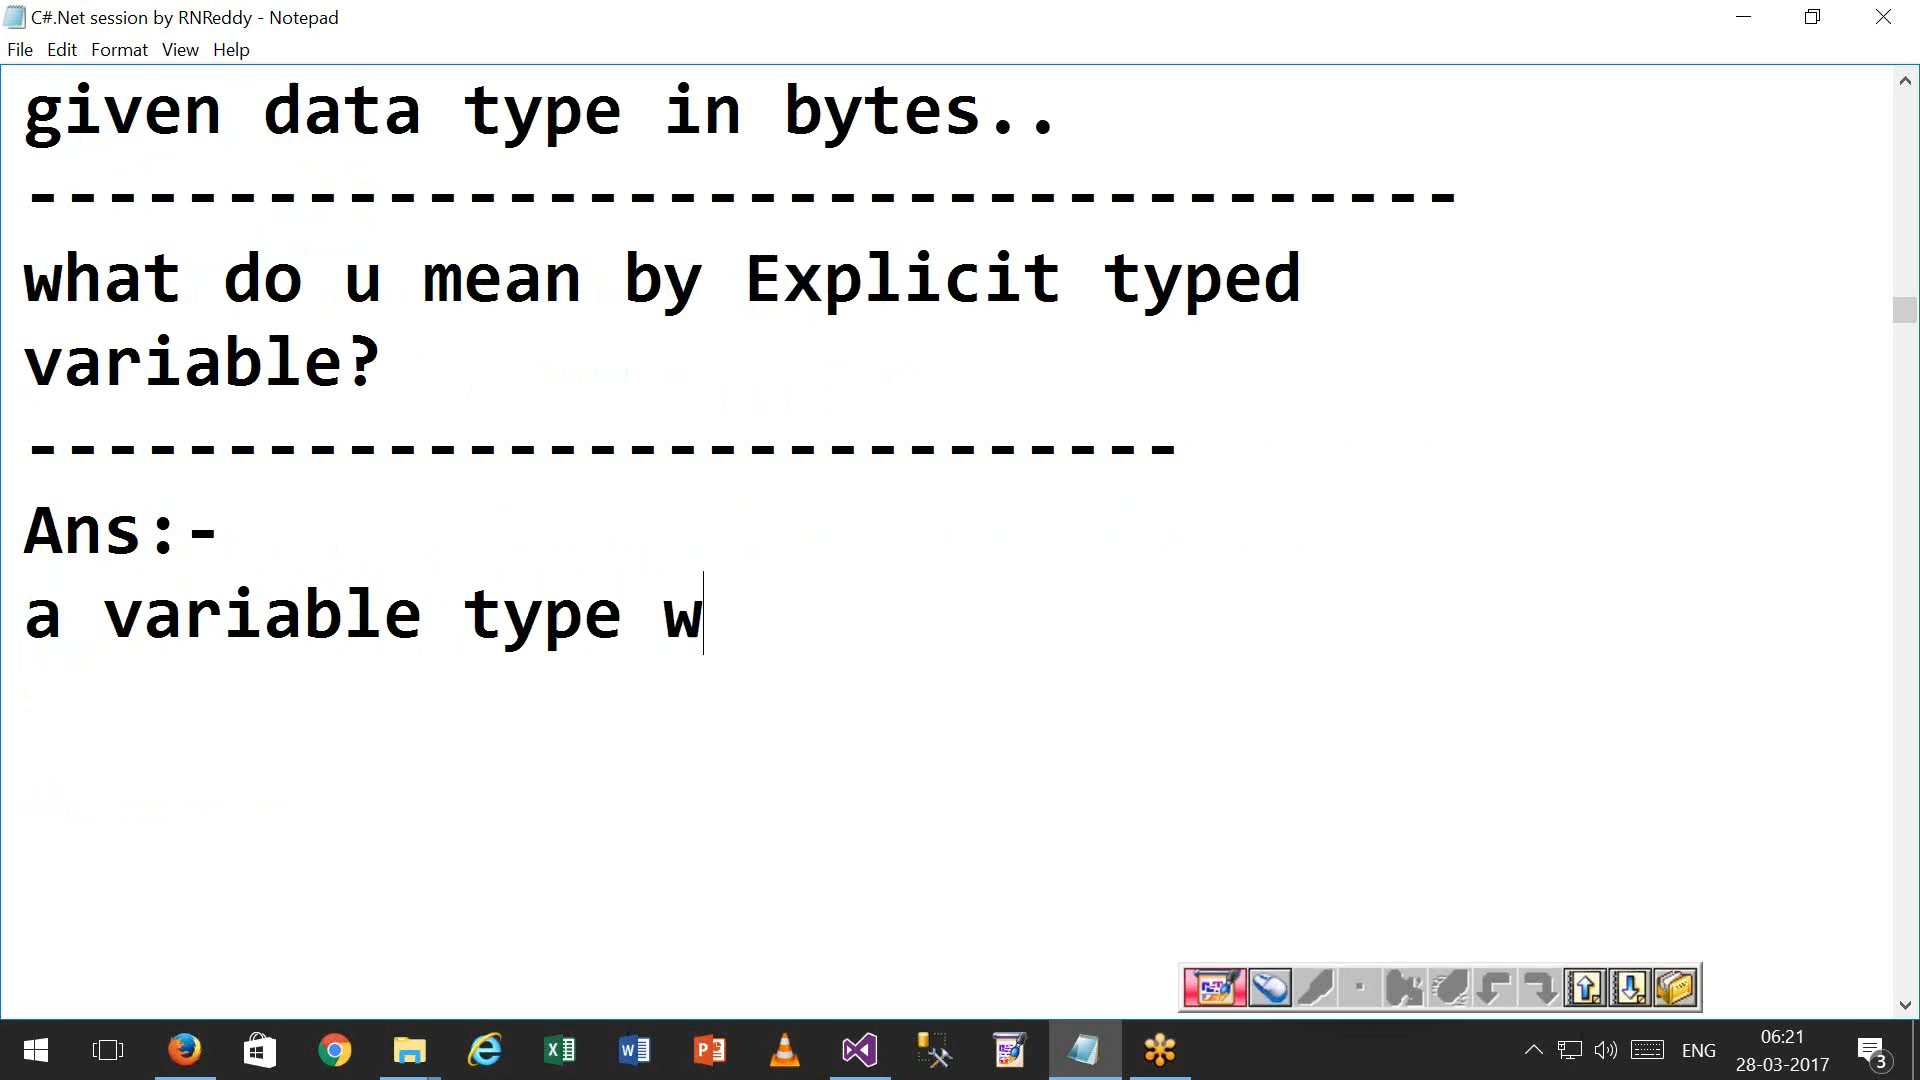 C#.Net session by RNReddy - Notepad
File Edit Format View Help
given data type in bytes..
------------------------------------
what do u mean by Explicit typed
variable?
-----------------------------
Ans:-
a variable type w
ENG
06:21
28-03-2017
3